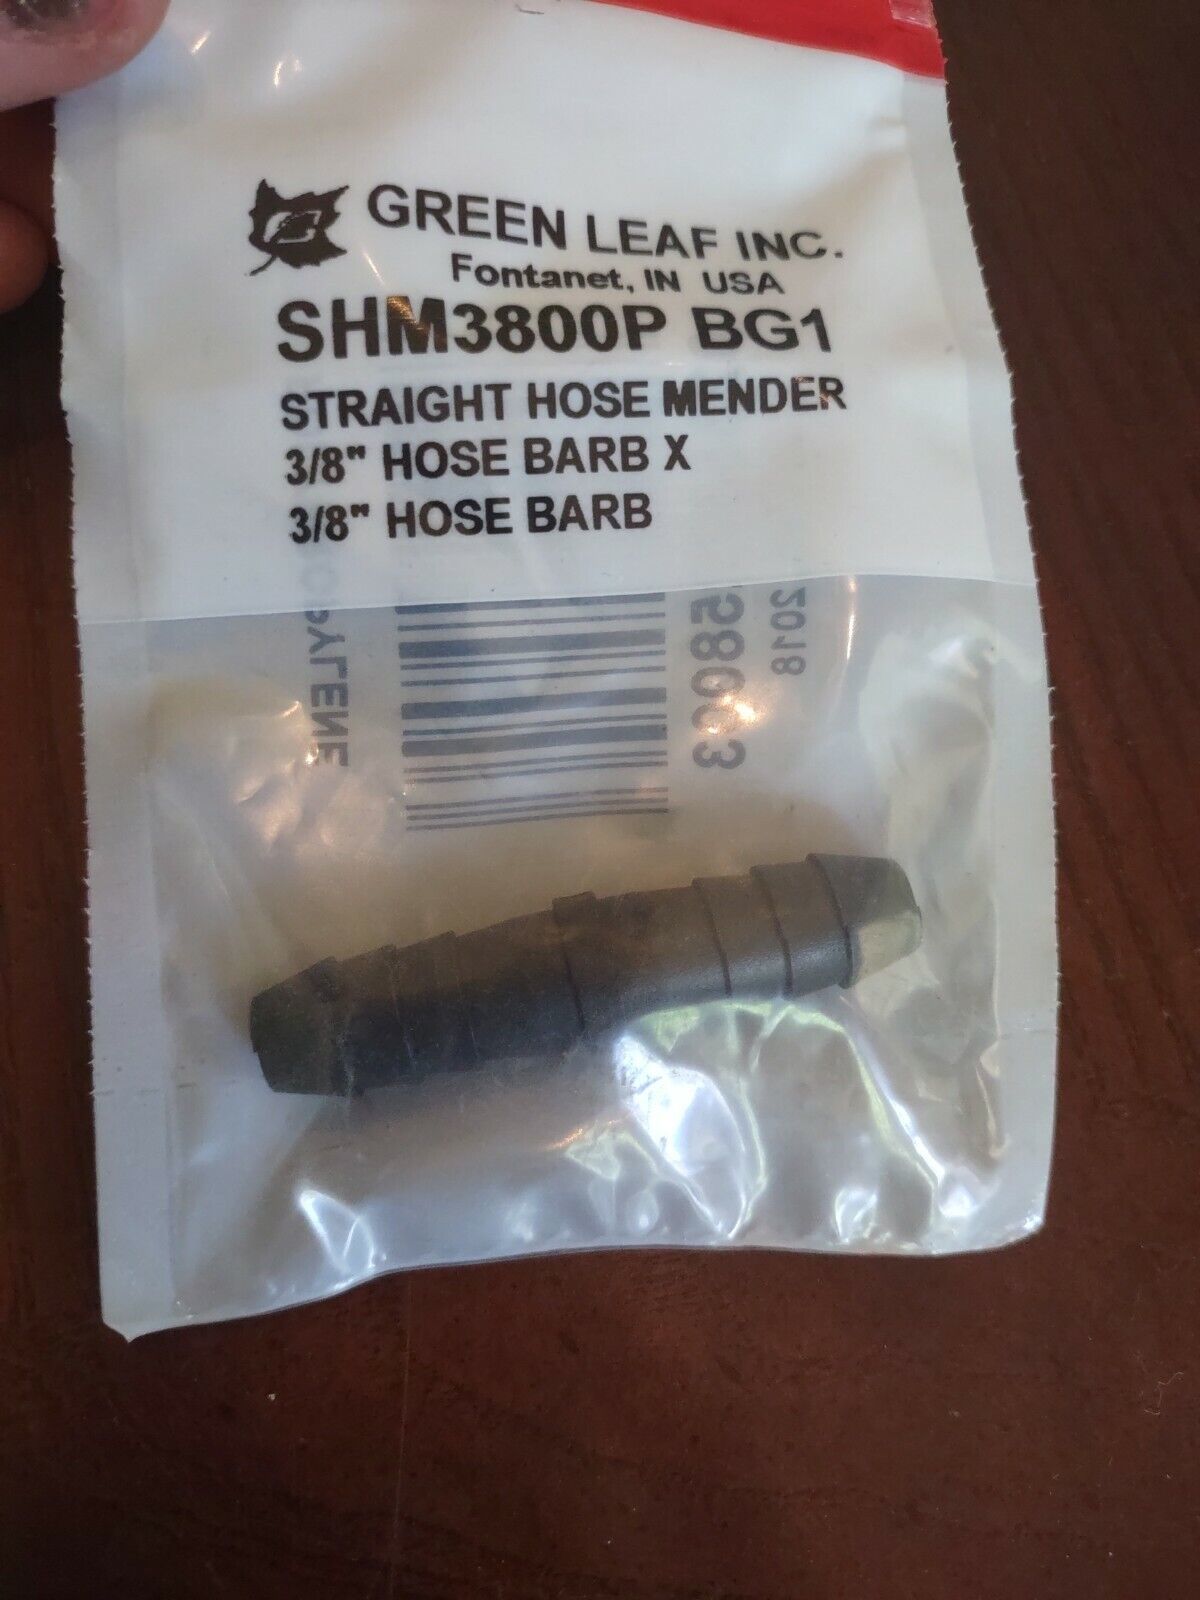 GREEN LEAF INC.
Fontanet, IN USA
SHM3800P BG1
STRAIGHT HOSE MENDER
3/8" HOSE BARB X
3/8" HOSE BARB
2018